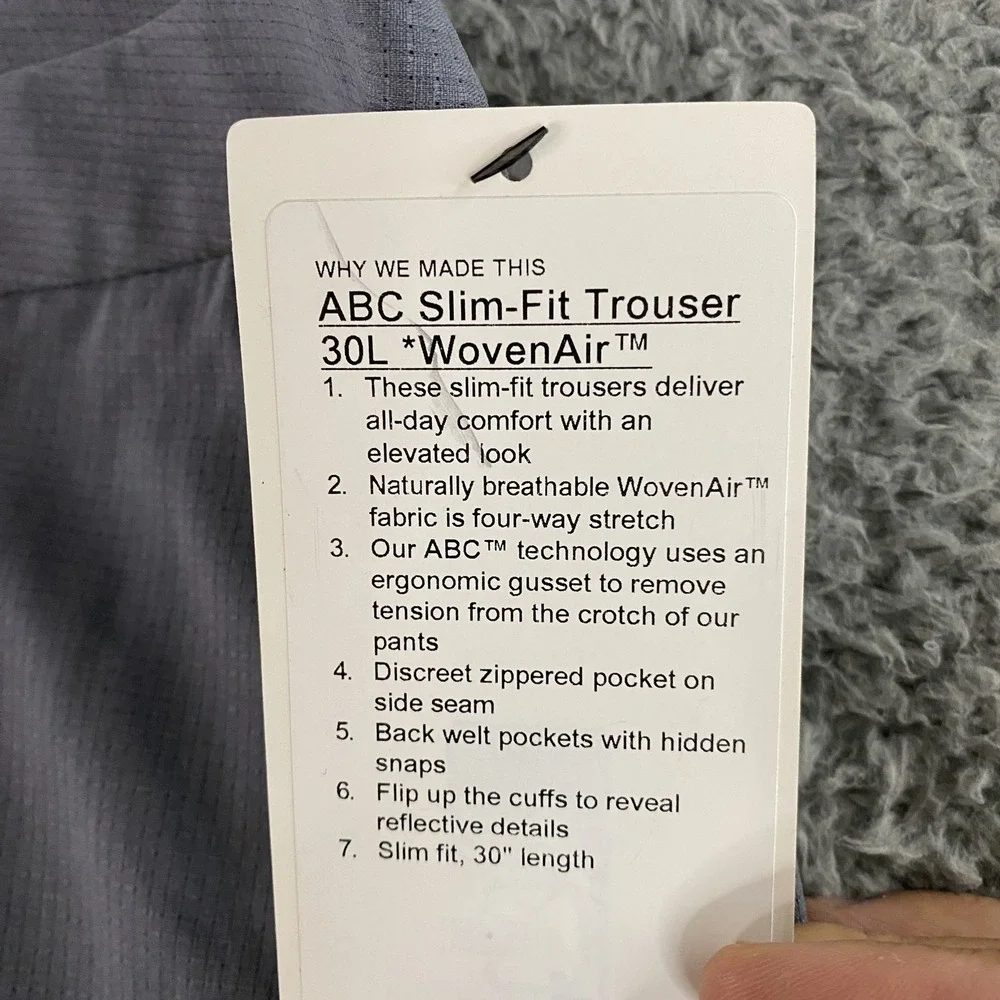 WHY WE MADE THIS
ABC Slim-Fit Trouser
30L *WovenAir™
1. These slim-fit trousers deliver
all-day comfort with an
elevated look
2. Naturally breathable WovenAir™
fabric is four-way stretch
3. Our ABC™ technology uses an
ergonomic gusset to remove
tension from the crotch of our
pants
4. Discreet zippered pocket on
side seam
5. Back welt pockets with hidden
snaps
6. Flip up the cuffs to reveal
reflective details
7. Slim fit, 30" length